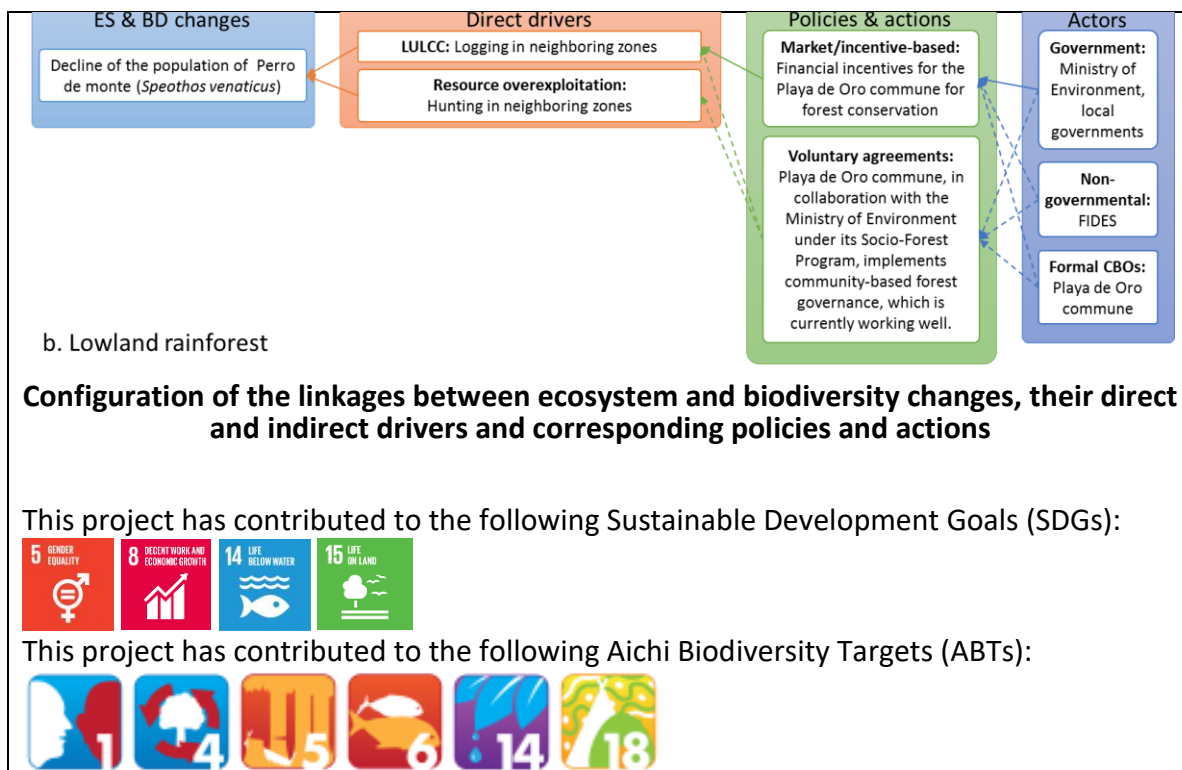 ES & BD changes
Decline of the population of Perro
de monte (Speothos venaticus)
Direct drivers
LULCC: Logging in neighboring zones
Resource overexploitation:
Hunting in neighboring zones
Policies & actions
Market/incentive-based:
Financial incentives for the
Playa de Oro commune for
forest conservation
Voluntary agreements:
Playa de Oro commune, in
collaboration with the
Ministry of Environment
under its Socio-Forest
Program, implements
community-based forest
governance, which is
currently working well.
Actors
Government:
Ministry of
Environment,
local
governments
Non-
governmental:
FIDES
Formal CBOs:
Playa de Oro
commune
b. Lowland rainforest
Configuration of the linkages between ecosystem and biodiversity changes, their direct
and indirect drivers and corresponding policies and actions
This project has contributed to the following Sustainable Development Goals (SDGs):
5 GENDER
EQUALITY
8 DECENT WORK AND
ECONOMIC GROWTH
14 LIFE
BELOW WATER
15 LIFE
ON LAND
This project has contributed to the following Aichi Biodiversity Targets (ABTs):
1 4 5 6 14 18